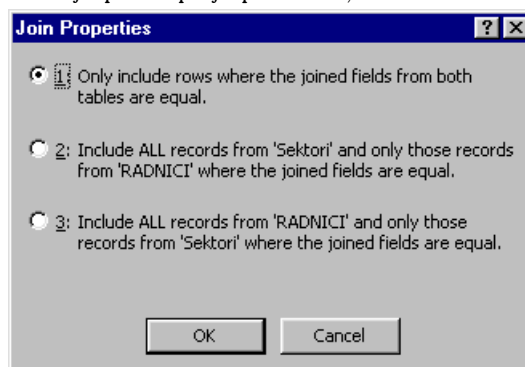 Join Properties
1: Only include rows where the joined fields from both
tables are equal.
2: Include ALL records from 'Sektori' and only those records
from 'RADNICI' where the joined fields are equal.
3: Include ALL records from 'RADNICI' and only those
records from 'Sektori' where the joined fields are equal.
OK Cancel